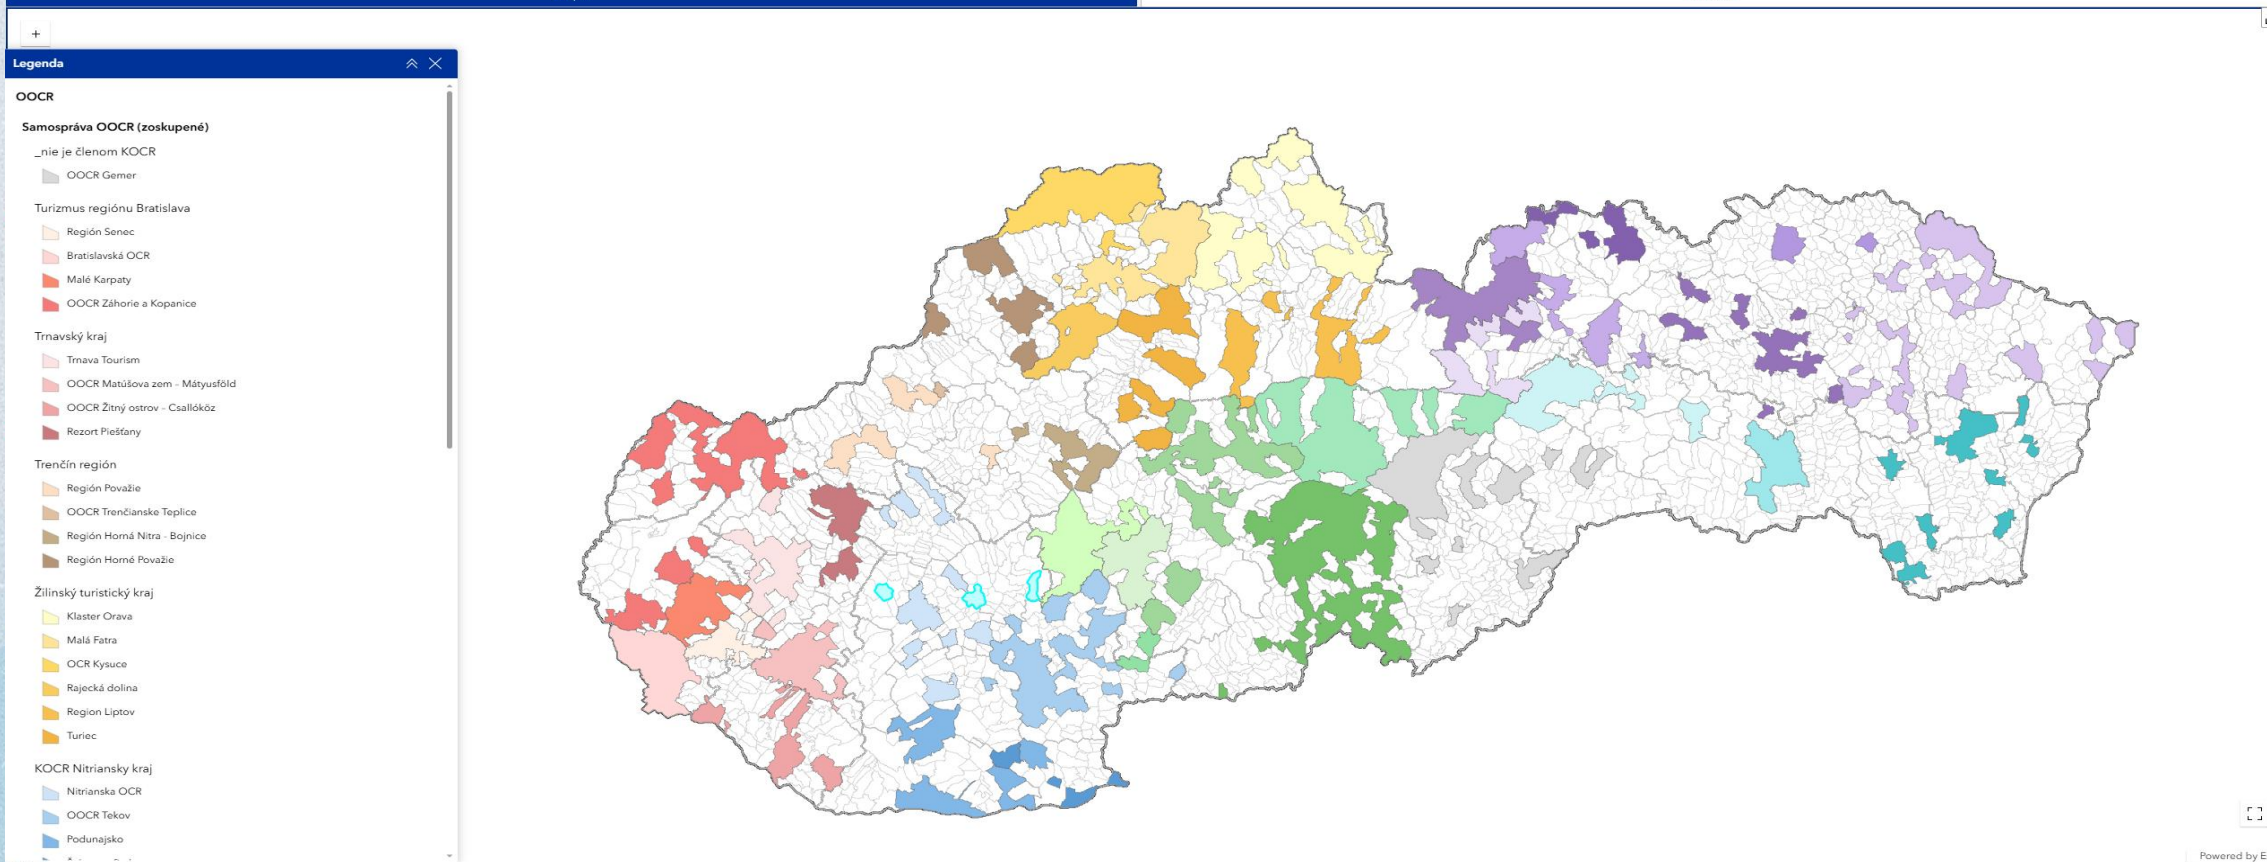 +
Legenda
OOCR
Samospráva OOCR (zoskupené)
_nie je členom KOCR
OOCR Gemer
Turizmus regiónu Bratislava
Región Senec
Bratislavská OCR
Malé Karpaty
OOCR Záhorie a Kopanice
Trnavský kraj
Trnava Tourism
OOCR Matúšova zem - Mátyusföld
OOCR Žitný ostrov - Csallóköz
Rezort Piešťany
Trenčín región
Región Považie
OOCR Trenčianske Teplice
Región Horná Nitra - Bojnice
Región Horné Považie
Žilinský turistický kraj
Klaster Orava
Malá Fatra
OCR Kysuce
Rajecká dolina
Region Liptov
Turiec
KOCR Nitriansky kraj
Nitrianska OCR
OOCR Tekov
Podunajsko
Powered by E